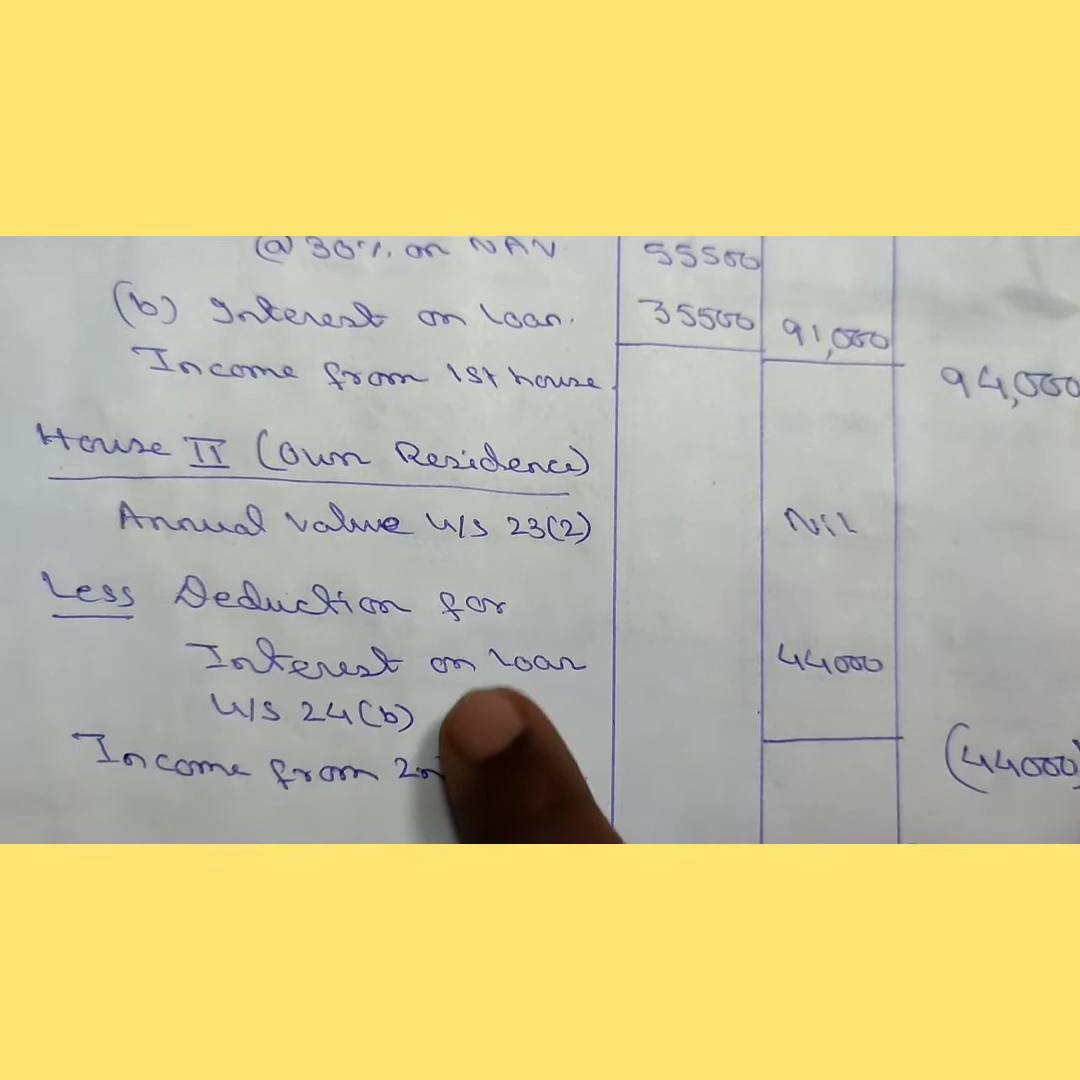 @ 30% on NAV 55500
(b) Interest on loan. 35500 91,000
Income from 1st house. 94,000
House II (Own Residence)
Annual value u/s 23(2) Nil
Less Deduction for
Interest on loan 44000
u/s 24(b)
Income from (44000)